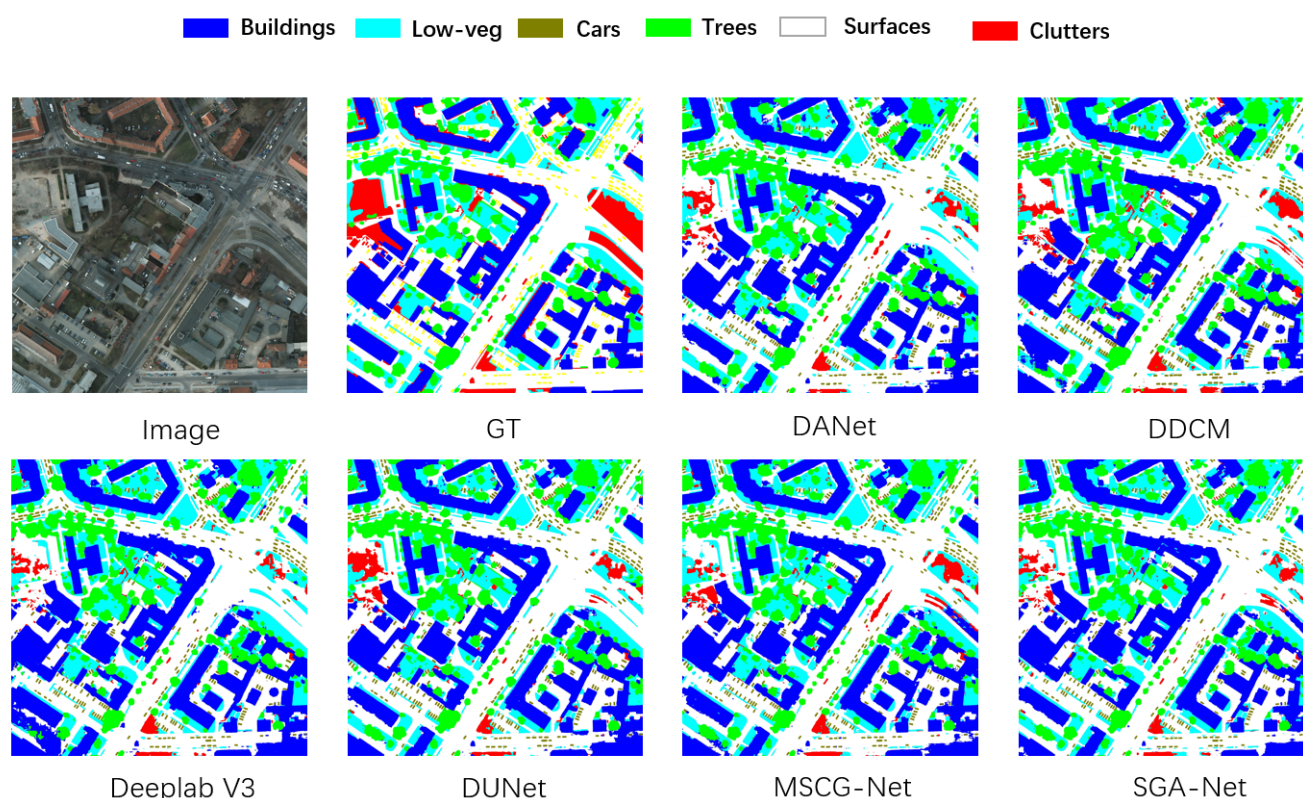 Buildings Low-veg Cars Trees Surfaces Clutters
Image GT DANet DDCM
Deeplab V3 DUNet MSCG-Net SGA-Net